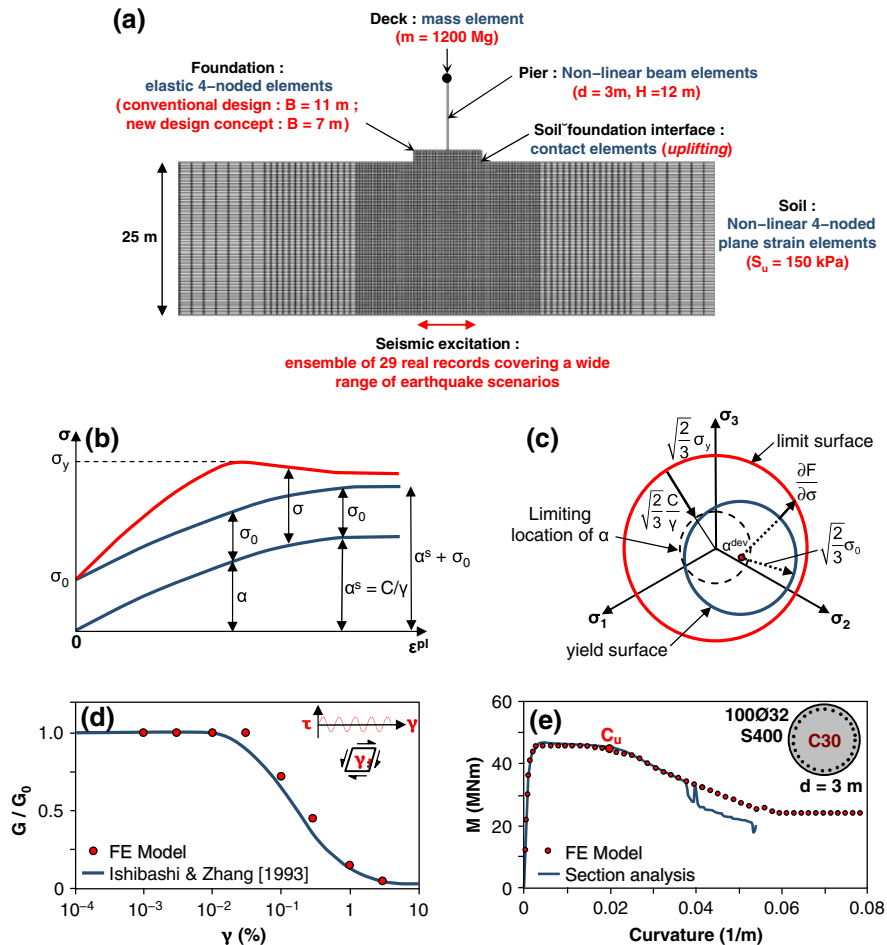 (a)
Deck : mass element
(m = 1200 Mg)
Foundation :
elastic 4−noded elements
(conventional design : B = 11 m ;
new design concept : B = 7 m)
Pier : Non−linear beam elements
(d = 3m, H =12 m)
Soil˜foundation interface :
contact elements (uplifting)
25 m
Soil :
Non−linear 4−noded
plane strain elements
(Sᵤ = 150 kPa)
Seismic excitation :
ensemble of 29 real records covering a wide
range of earthquake scenarios
(b)
σ
σy
σ₀
0
σ₀
α
σ
σ₀
αˢ = C/γ
αˢ + σ₀
εᵖˡ
(c)
σ₃
√(2/3) σy
limit surface
∂F
∂σ
√(2/3) C/γ
Limiting
location of α
αᵈᵉᵛ
√(2/3) σ₀
σ₁
σ₂
yield surface
(d)
τ
γ
γ
G / G₀
1.0
0.5
0
FE Model
Ishibashi & Zhang [1993]
10⁻⁴
10⁻³
10⁻²
10⁻¹
1
10
γ (%)
(e)
Cᵤ
100Ø32
S400
C30
d = 3 m
M (MNm)
60
40
20
0
FE Model
Section analysis
0
0.02
0.04
0.06
0.08
Curvature (1/m)